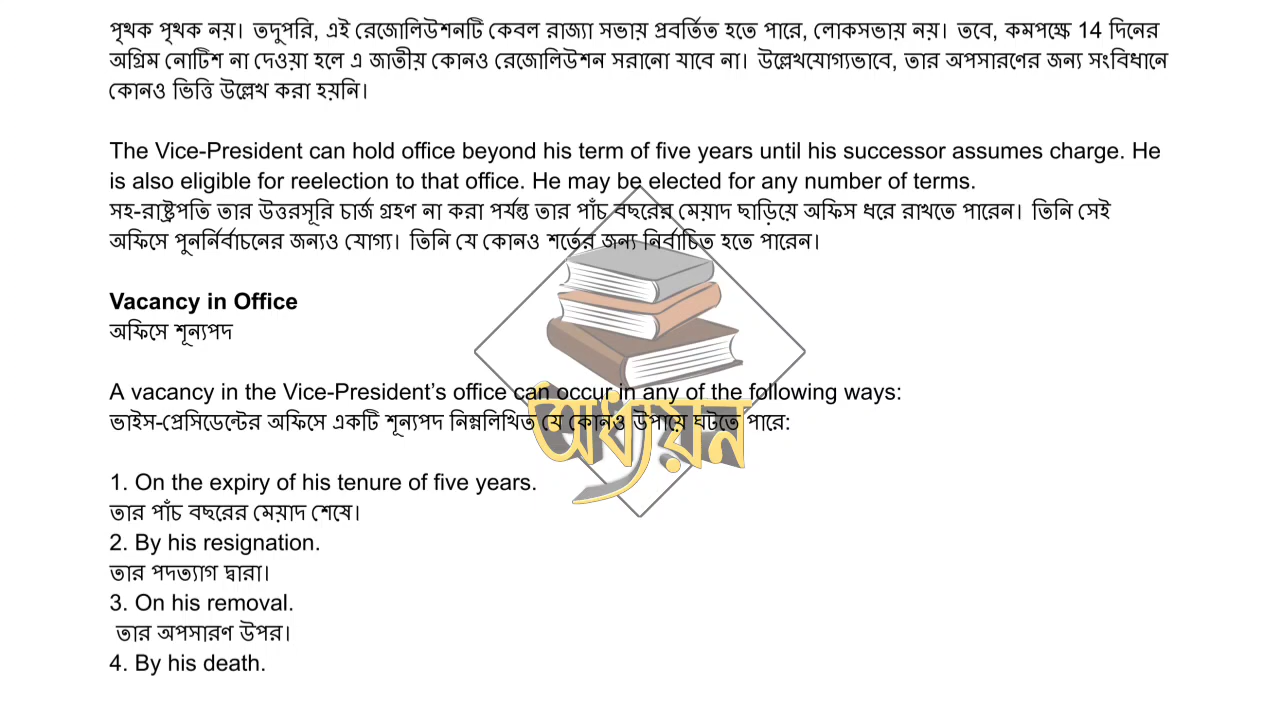 পৃথক পৃথক নয়। তদুপরি, এই রেজোলিউশনটি কেবল রাজ্যা সভায় প্রবর্তিত হতে পারে, লোকসভায় নয়। তবে, কমপক্ষে 14 দিনের
অগ্রিম নোটিশ না দেওয়া হলে এ জাতীয় কোনও রেজোলিউশন সরানো যাবে না। উল্লেখযোগ্যভাবে, তার অপসারণের জন্য সংবিধানে
কোনও ভিত্তি উল্লেখ করা হয়নি।
The Vice-President can hold office beyond his term of five years until his successor assumes charge. He
is also eligible for reelection to that office. He may be elected for any number of terms.
সহ-রাষ্ট্রপতি তার উত্তরসূরি চার্জ গ্রহণ না করা পর্যন্ত তার পাঁচ বছরের মেয়াদ ছাড়িয়ে অফিস ধরে রাখতে পারেন। তিনি সেই
অফিসে পুনর্নির্বাচনের জন্যও যোগ্য। তিনি যে কোনও শর্তের জন্য নির্বাচিত হতে পারেন।
Vacancy in Office
অফিসে শূন্যপদ
A vacancy in the Vice-President’s office can occur in any of the following ways:
ভাইস-প্রেসিডেন্টের অফিসে একটি শূন্যপদ নিম্নলিখিত যে কোনও উপায়ে ঘটতে পারে:
অধ্যয়ন
1. On the expiry of his tenure of five years.
তার পাঁচ বছরের মেয়াদ শেষে।
2. By his resignation.
তার পদত্যাগ দ্বারা।
3. On his removal.
তার অপসারণ উপর।
4. By his death.